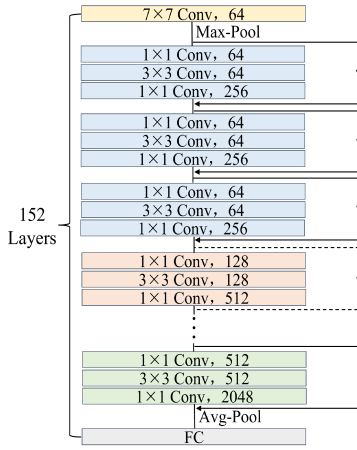 7×7 Conv, 64
Max-Pool
1×1 Conv, 64
3×3 Conv, 64
1×1 Conv, 256
1×1 Conv, 64
3×3 Conv, 64
1×1 Conv, 256
1×1 Conv, 64
3×3 Conv, 64
1×1 Conv, 256
152
Layers
1×1 Conv, 128
3×3 Conv, 128
1×1 Conv, 512
1×1 Conv, 512
3×3 Conv, 512
1×1 Conv, 2048
Avg-Pool
FC